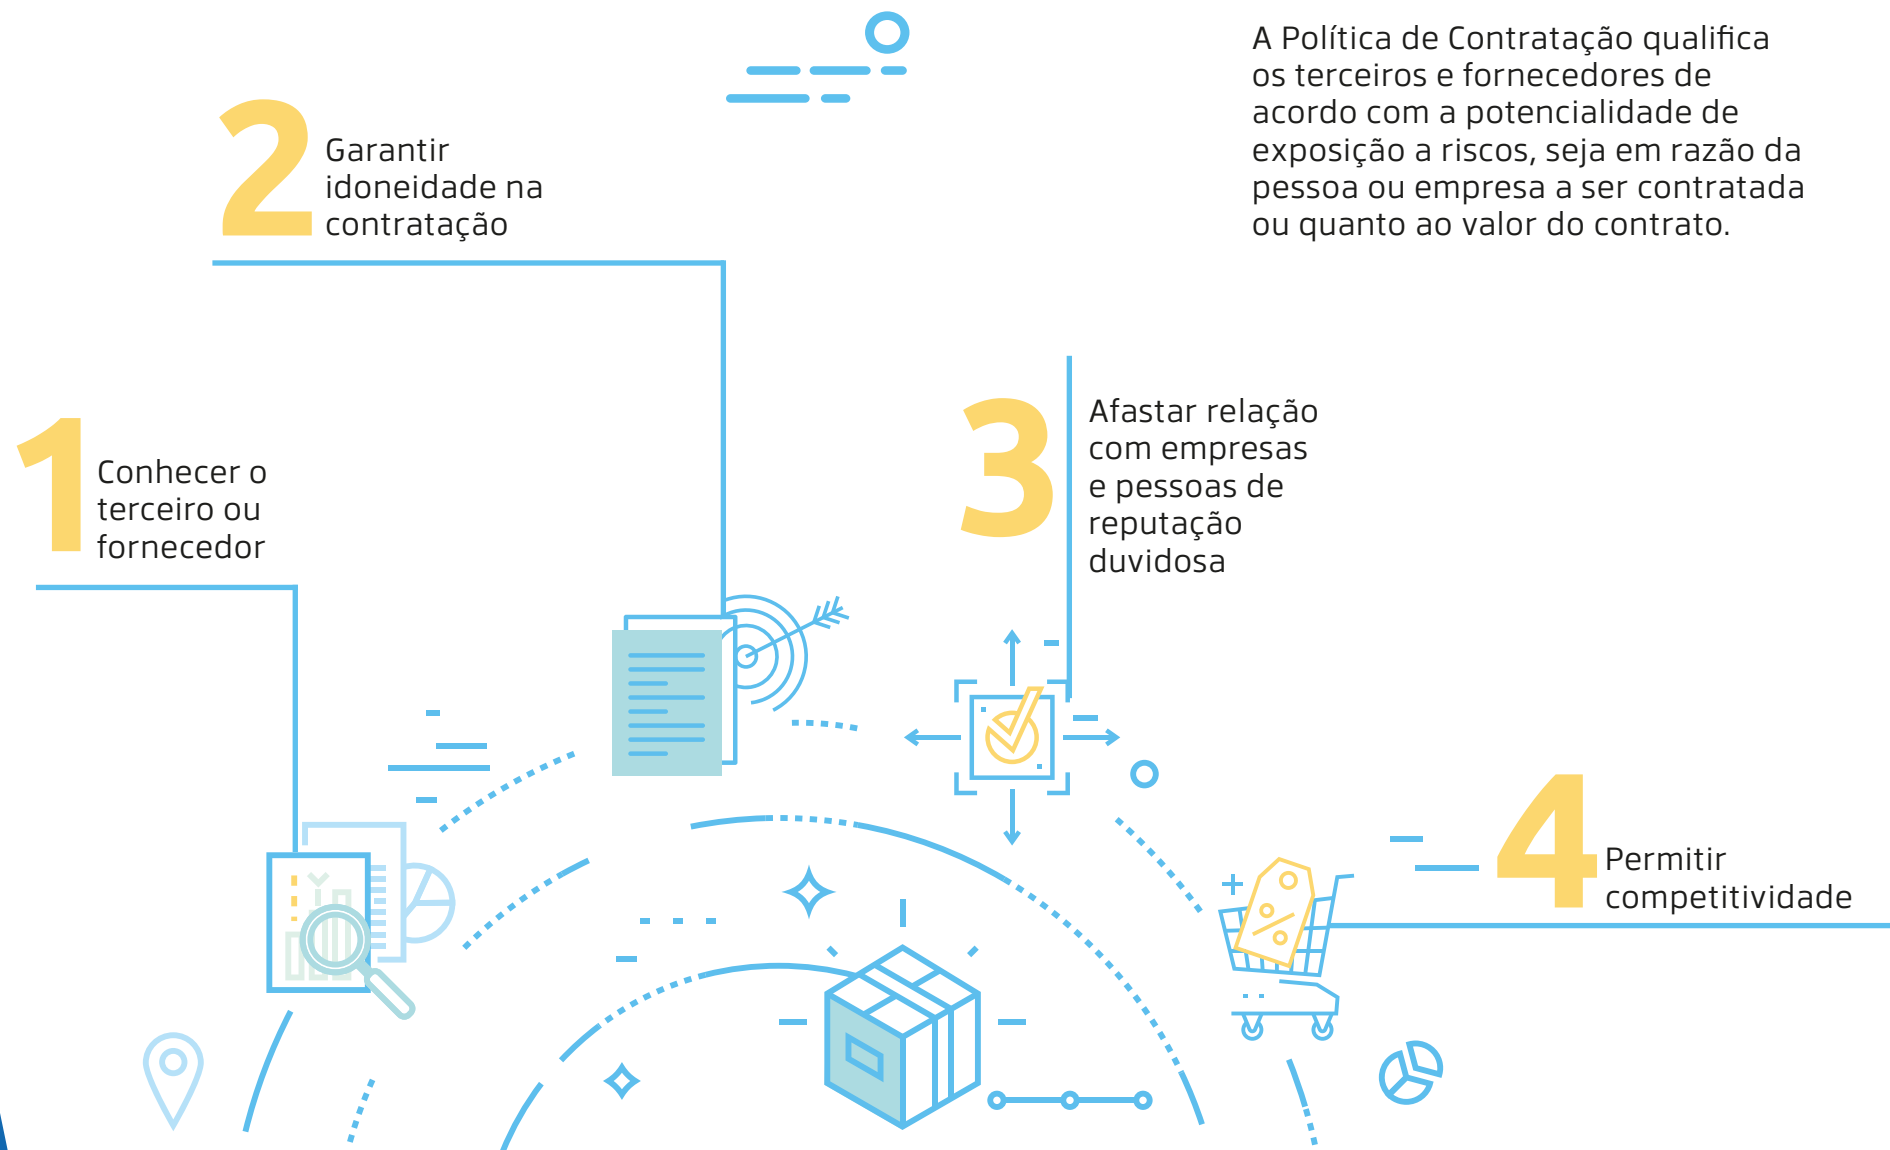 A Política de Contratação qualifica
os terceiros e fornecedores de
acordo com a potencialidade de
exposição a riscos, seja em razão da
pessoa ou empresa a ser contratada
ou quanto ao valor do contrato.
1
Conhecer o
terceiro ou
fornecedor
2
Garantir
idoneidade na
contratação
3
Afastar relação
com empresas
e pessoas de
reputação
duvidosa
4
Permitir
competitividade